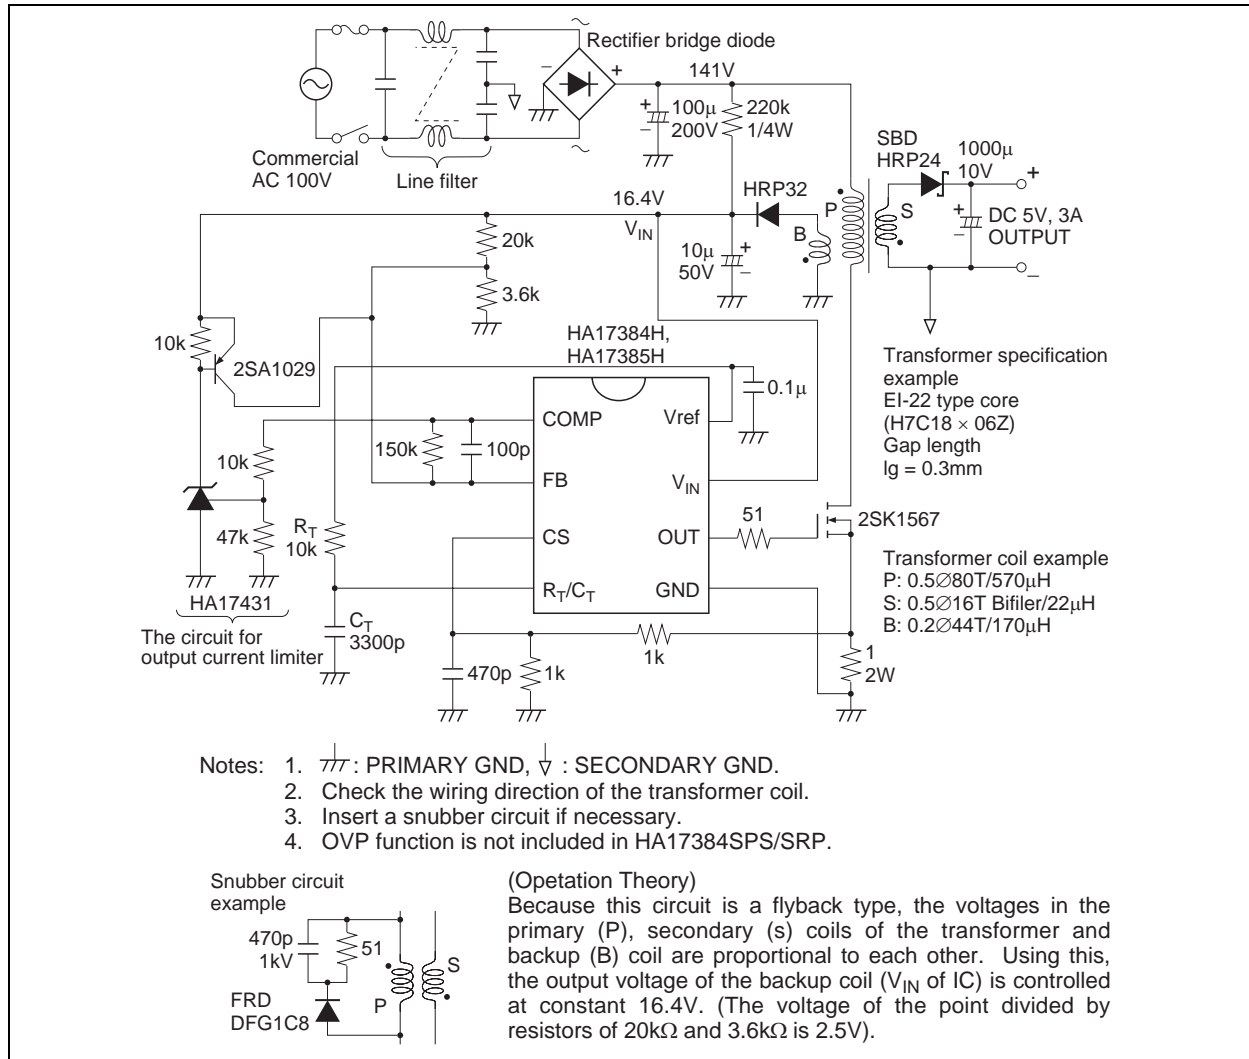 Rectifier bridge diode
141V
100μ
200V
220k
1/4W
SBD
HRP24
1000μ
10V
Commercial
AC 100V
Line filter
16.4V
V_IN
HRP32
P
S
B
DC 5V, 3A
OUTPUT
20k
3.6k
10μ
50V
10k
2SA1029
HA17384H,
HA17385H
0.1μ
Transformer specification
example
EI-22 type core
(H7C18 × 06Z)
Gap length
lg = 0.3mm
COMP
Vref
150k
100p
10k
FB
V_IN
47k
R_T
10k
CS
OUT
51
2SK1567
HA17431
R_T/C_T
GND
Transformer coil example
P: 0.5∅80T/570μH
S: 0.5∅16T Bifiler/22μH
B: 0.2∅44T/170μH
The circuit for
output current limiter
C_T
3300p
470p
1k
1k
1
2W
Notes: 1. : PRIMARY GND, : SECONDARY GND.
2. Check the wiring direction of the transformer coil.
3. Insert a snubber circuit if necessary.
4. OVP function is not included in HA17384SPS/SRP.
Snubber circuit
example
470p
1kV
51
P
S
FRD
DFG1C8
(Opetation Theory)
Because this circuit is a flyback type, the voltages in the
primary (P), secondary (s) coils of the transformer and
backup (B) coil are proportional to each other. Using this,
the output voltage of the backup coil (V_IN of IC) is controlled
at constant 16.4V. (The voltage of the point divided by
resistors of 20kΩ and 3.6kΩ is 2.5V).